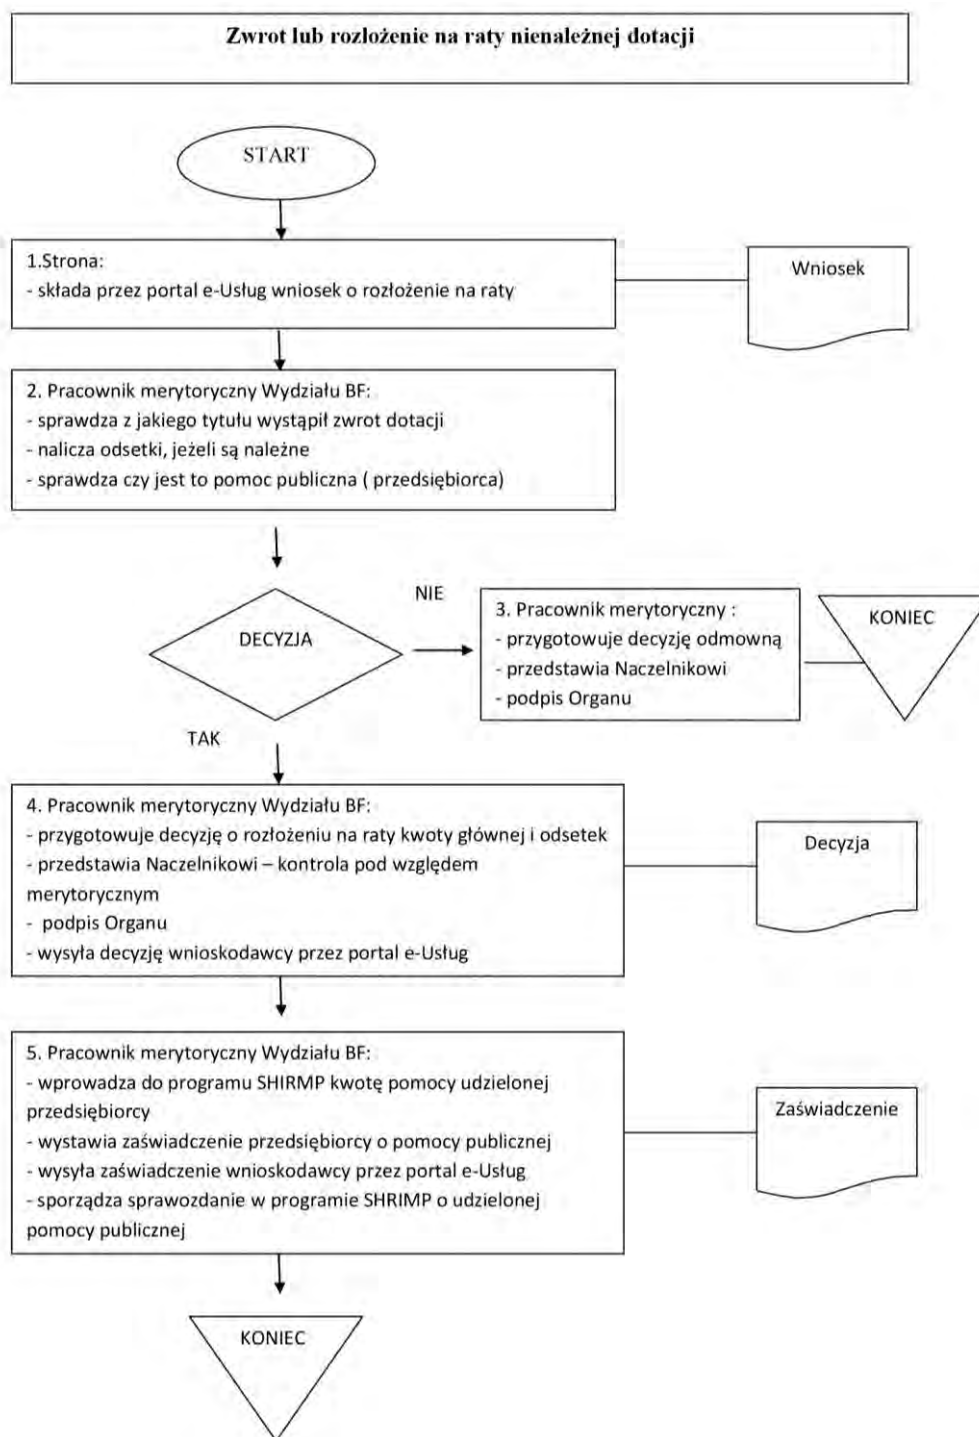 Zwrot lub rozłożenie na raty nienależnej dotacji
START
1.Strona:
- składa przez portal e-Usług wniosek o rozłożenie na raty
Wniosek
2. Pracownik merytoryczny Wydziału BF:
- sprawdza z jakiego tytułu wystąpił zwrot dotacji
- nalicza odsetki, jeżeli są należne
- sprawdza czy jest to pomoc publiczna ( przedsiębiorca)
DECYZJA
NIE
3. Pracownik merytoryczny :
- przygotowuje decyzję odmowną
- przedstawia Naczelnikowi
- podpis Organu
KONIEC
TAK
4. Pracownik merytoryczny Wydziału BF:
- przygotowuje decyzję o rozłożeniu na raty kwoty głównej i odsetek
- przedstawia Naczelnikowi – kontrola pod względem
merytorycznym
- podpis Organu
- wysyła decyzję wnioskodawcy przez portal e-Usług
Decyzja
5. Pracownik merytoryczny Wydziału BF:
- wprowadza do programu SHIRMP kwotę pomocy udzielonej
przedsiębiorcy
- wystawia zaświadczenie przedsiębiorcy o pomocy publicznej
- wysyła zaświadczenie wnioskodawcy przez portal e-Usług
- sporządza sprawozdanie w programie SHRIMP o udzielonej
pomocy publicznej
Zaświadczenie
KONIEC